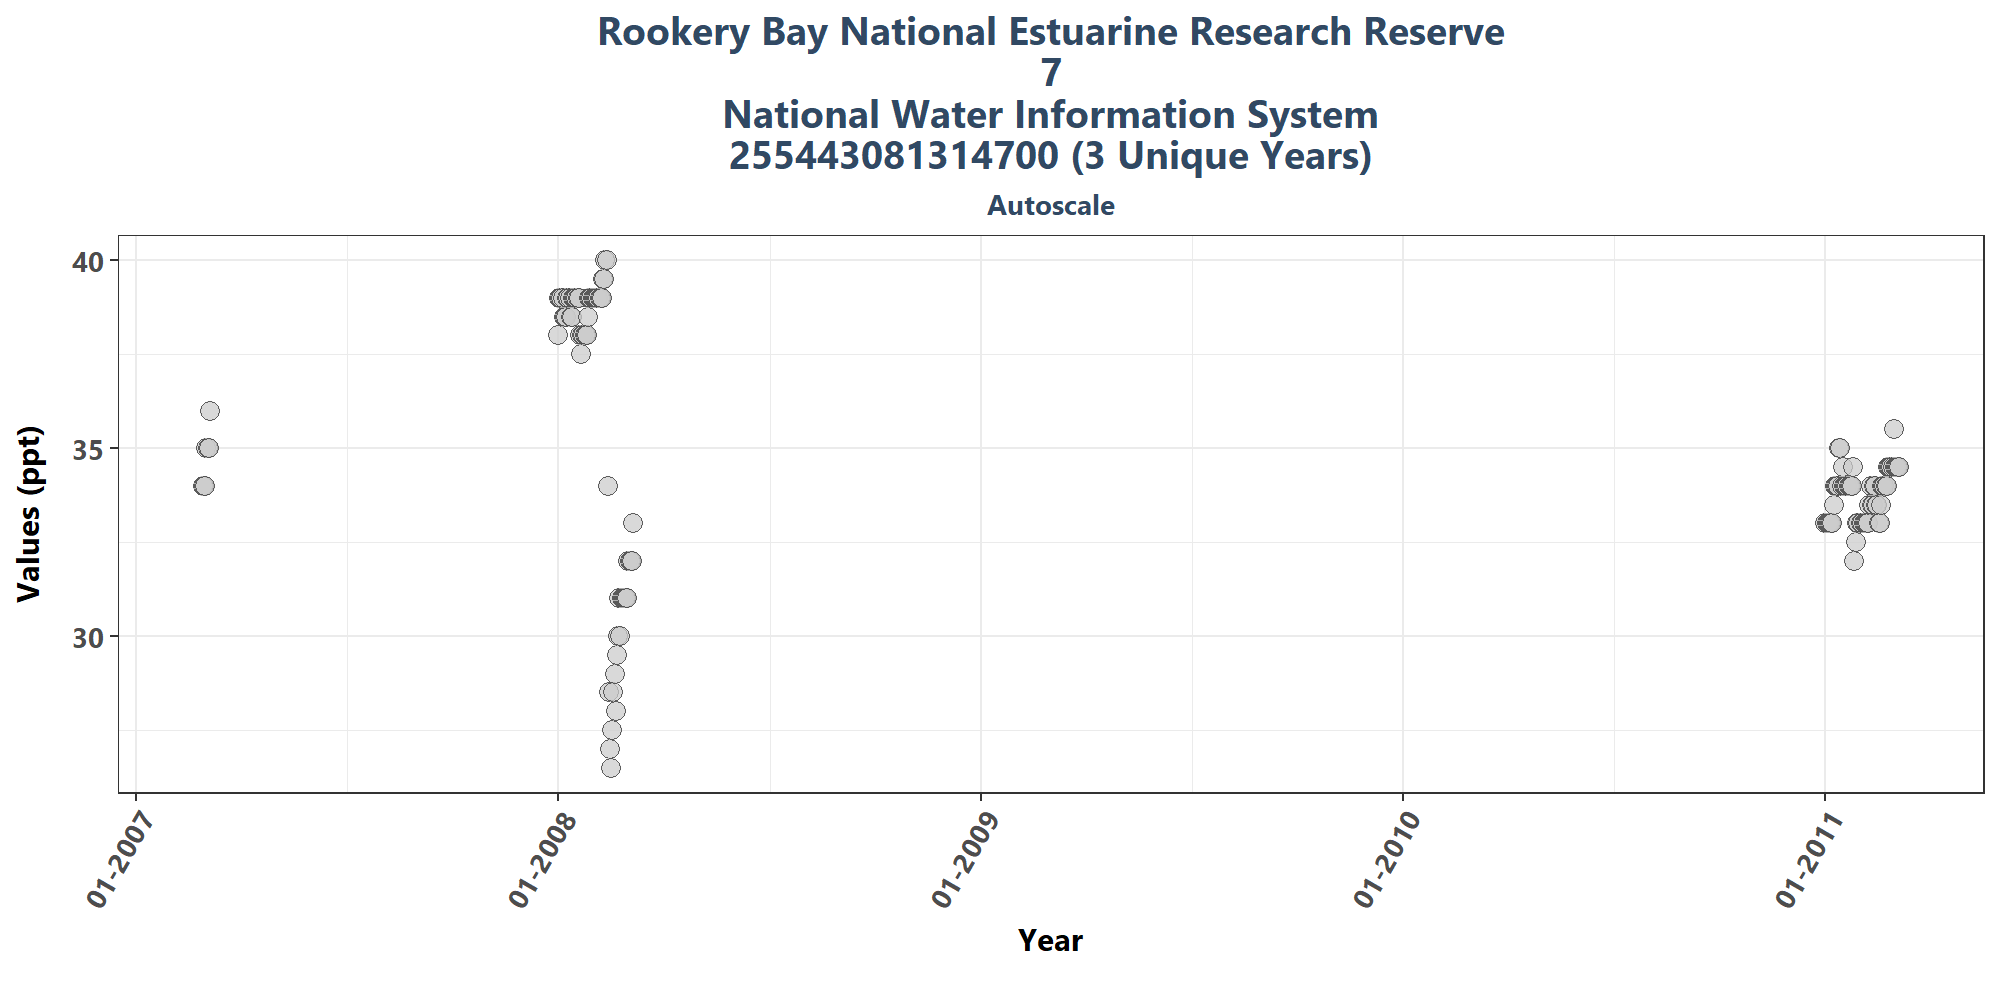 Rookery Bay National Estuarine Research Reserve
7
National Water Information System
255443081314700 (3 Unique Years)
Autoscale
Values (ppt)
40
35
30
01-2007
01-2008
01-2009
01-2010
01-2011
Year